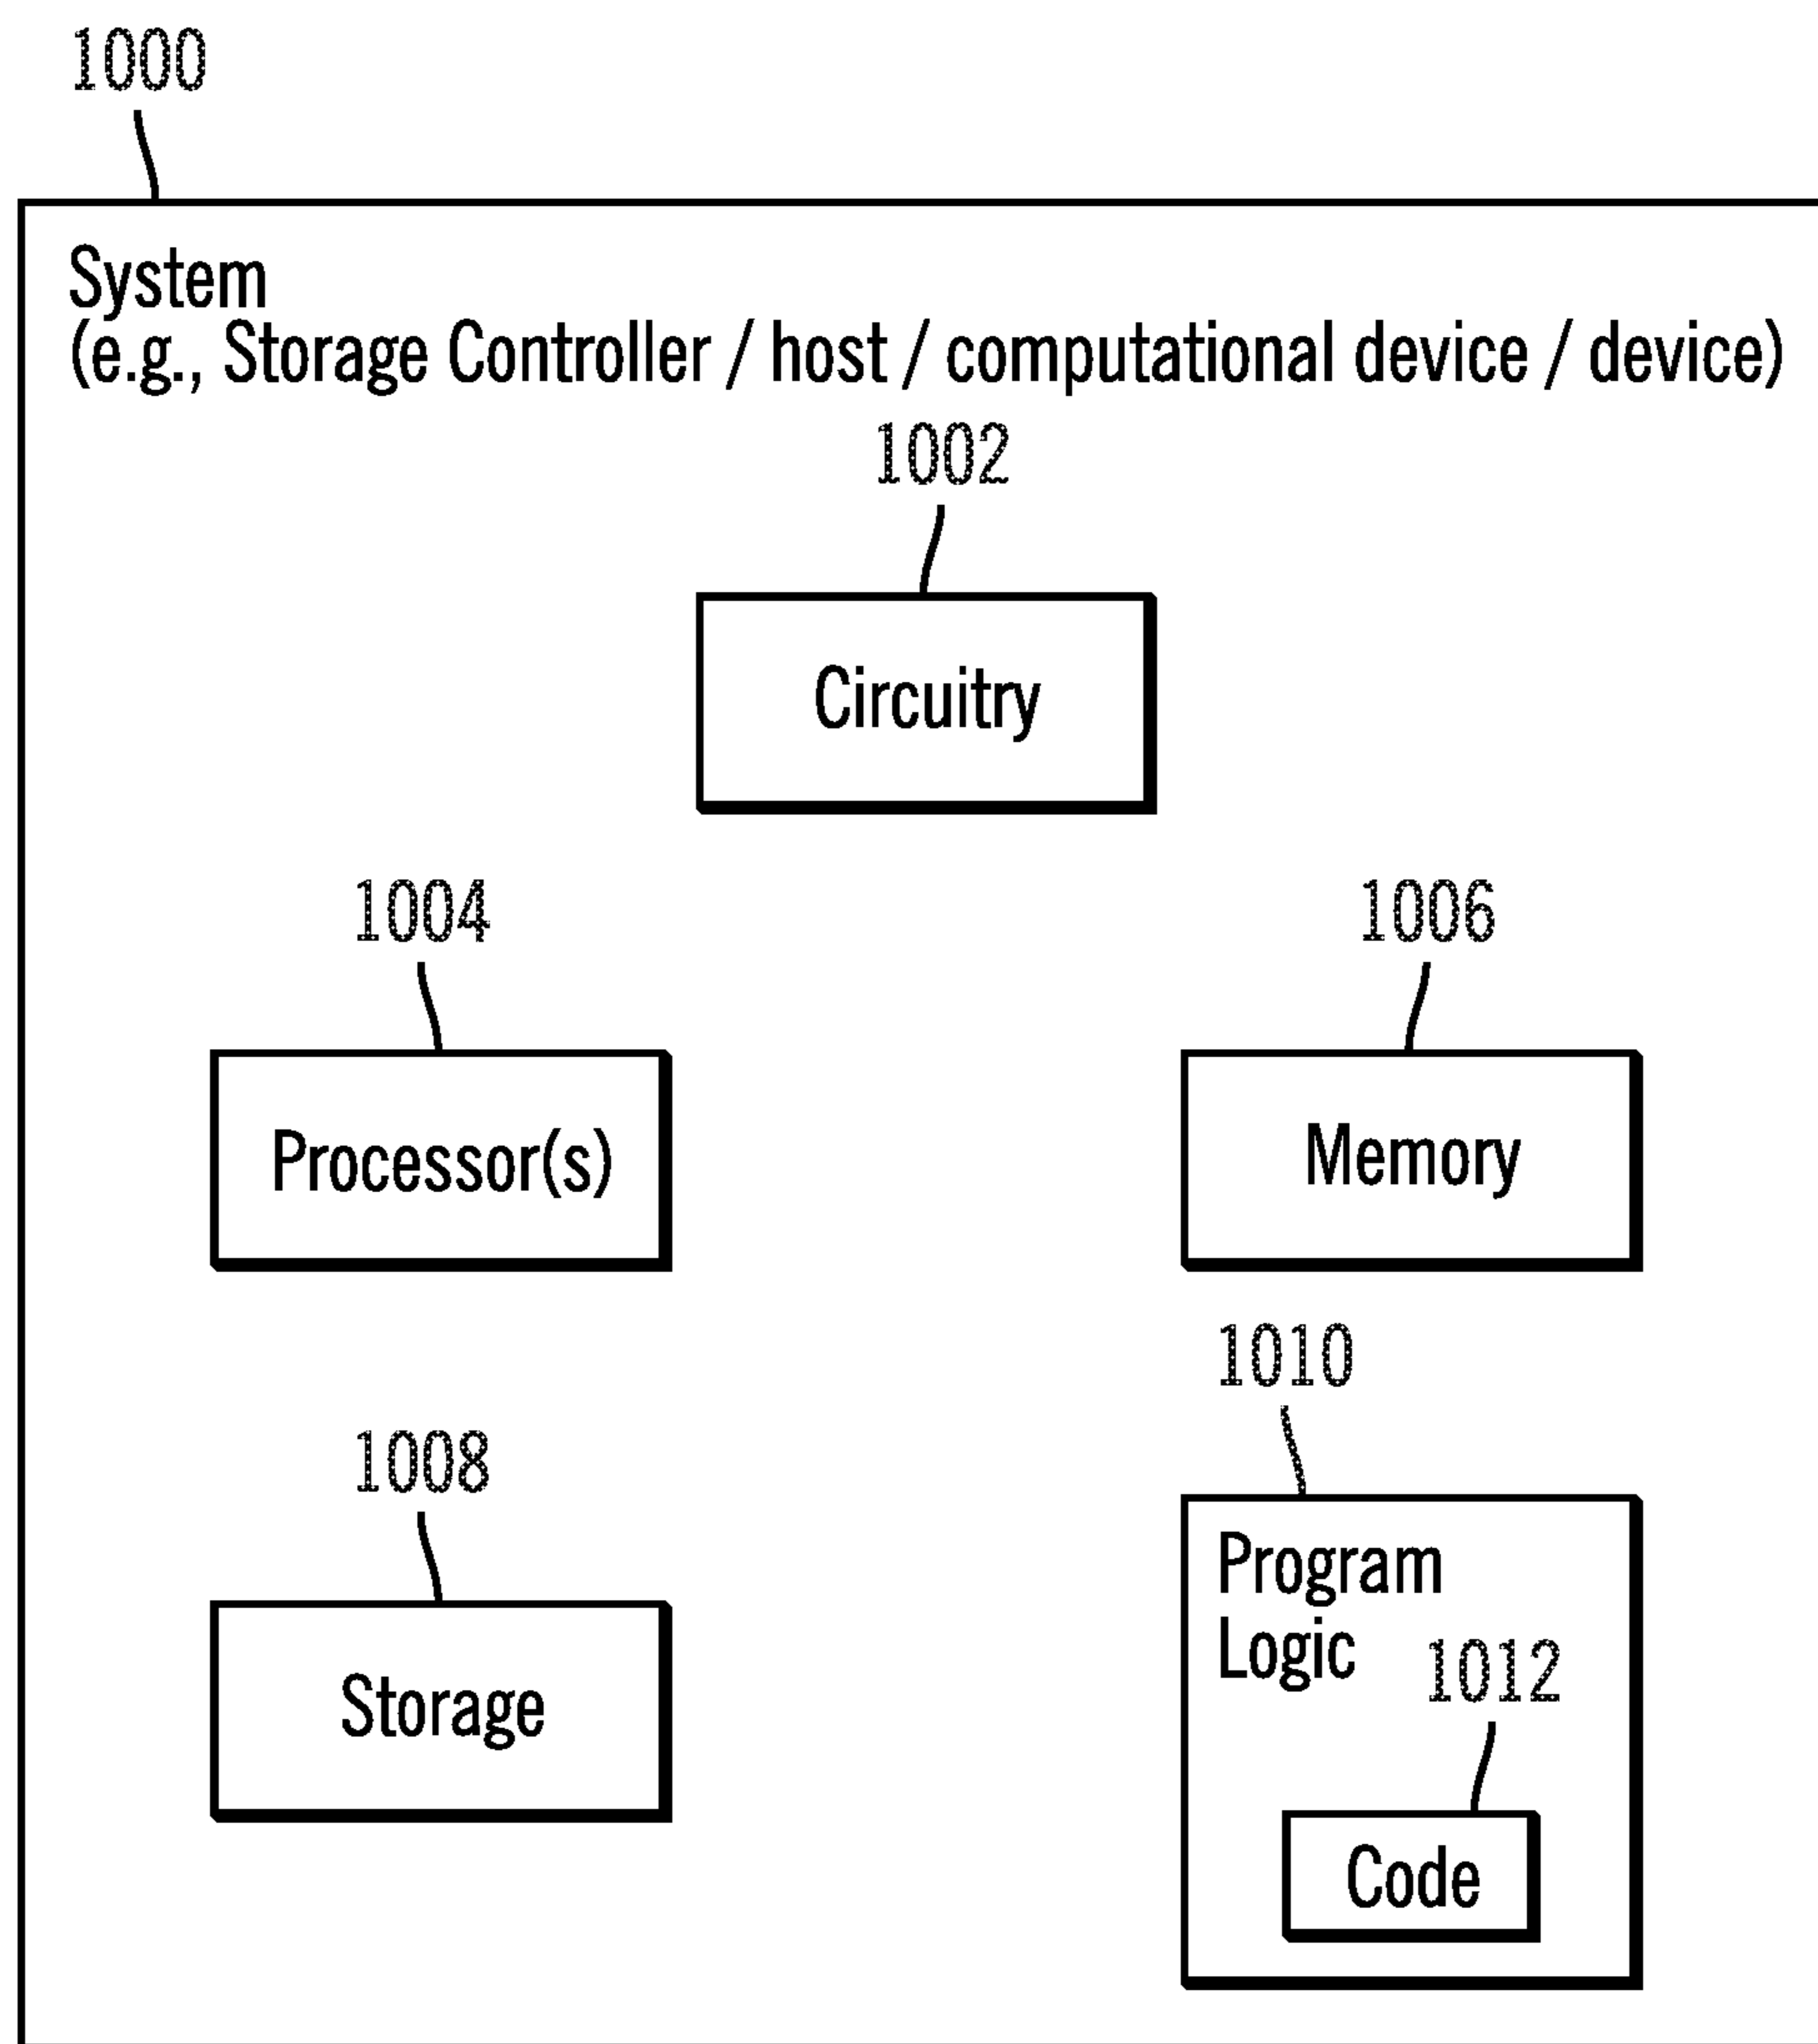 1000
System
(e.g., Storage Controller / host / computational device / device)
1002
Circuitry
1004
1006
Processor(s)
Memory
1010
1008
Program
Logic
1012
Storage
Code